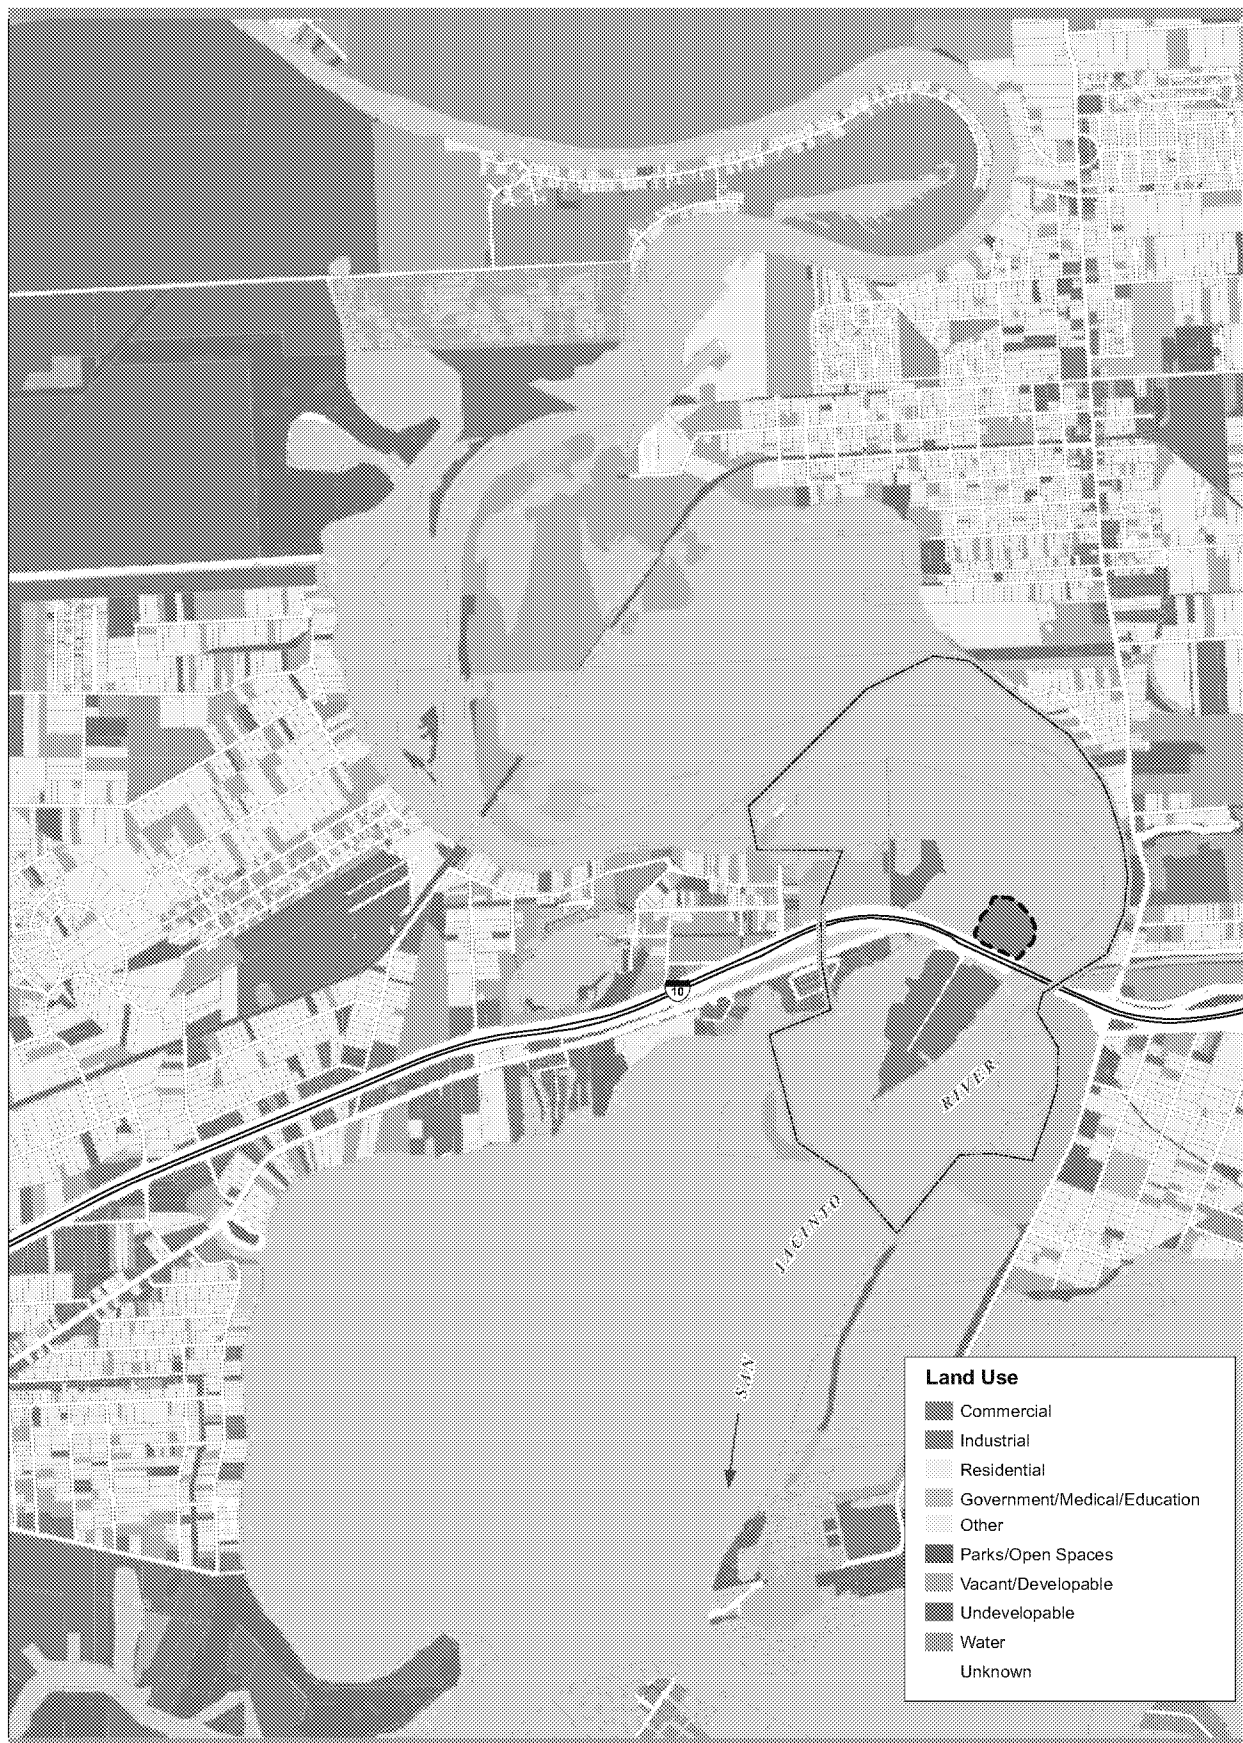 10
RIVER
JACINTO
SAN
Land Use
Commercial
Industrial
Residential
Government/Medical/Education
Other
Parks/Open Spaces
Vacant/Developable
Undevelopable
Water
Unknown